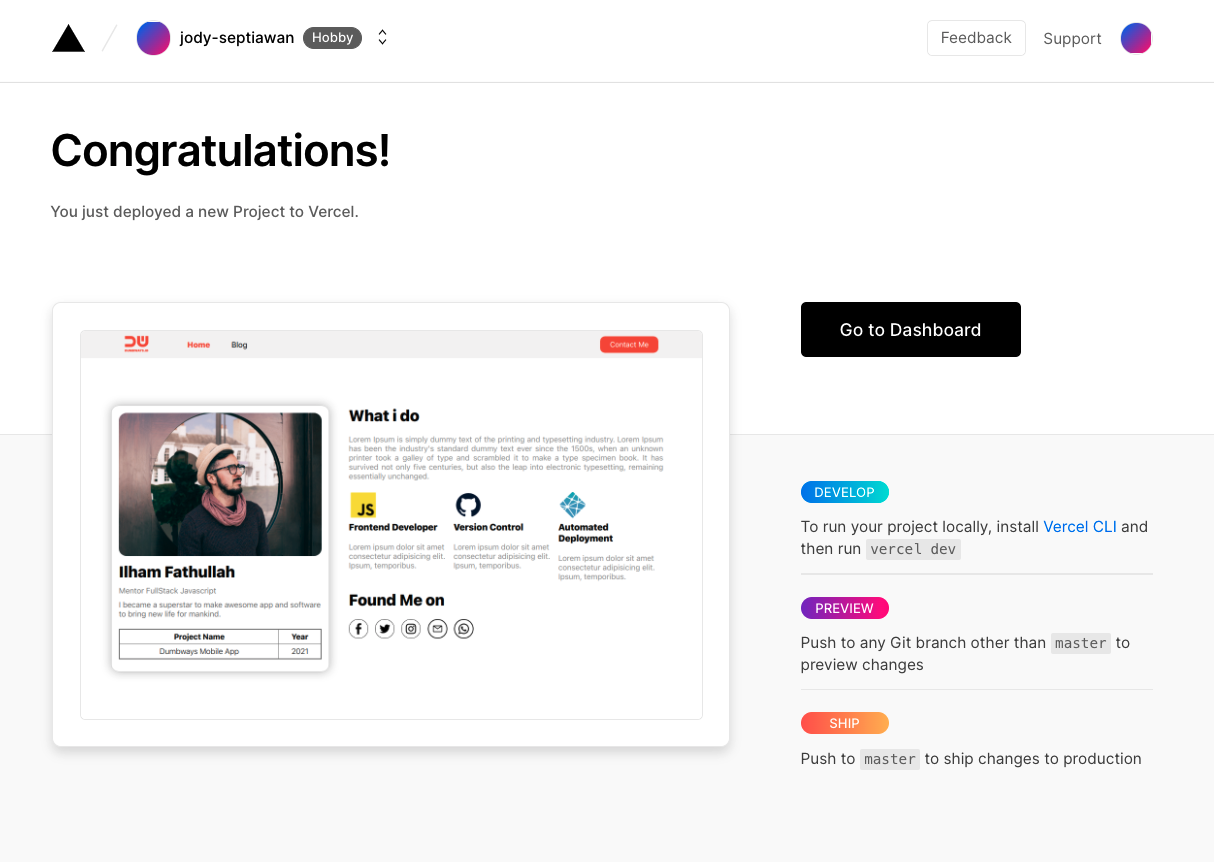 jody-septiawan Hobby
Feedback Support
Congratulations!
You just deployed a new Project to Vercel.
DUMBWAYS.ID Home Blog Contact Me
Ilham Fathullah
Mentor FullStack Javascript
I became a superstar to make awesome app and software
to bring new life for mankind.
Project Name Year
Dumbways Mobile App 2021
What i do
Lorem Ipsum is simply dummy text of the printing and typesetting industry. Lorem Ipsum
has been the industry's standard dummy text ever since the 1500s, when an unknown
printer took a galley of type and scrambled it to make a type specimen book. It has
survived not only five centuries, but also the leap into electronic typesetting, remaining
essentially unchanged.
JS
Frontend Developer
Lorem ipsum dolor sit amet
consectetur adipisicing elit.
Ipsum, temporibus.
Version Control
Lorem ipsum dolor sit amet
consectetur adipisicing elit.
Ipsum, temporibus.
Automated
Deployment
Lorem ipsum dolor sit amet
consectetur adipisicing elit.
Ipsum, temporibus.
Found Me on
Go to Dashboard
DEVELOP
To run your project locally, install Vercel CLI and
then run vercel dev
PREVIEW
Push to any Git branch other than master to
preview changes
SHIP
Push to master to ship changes to production